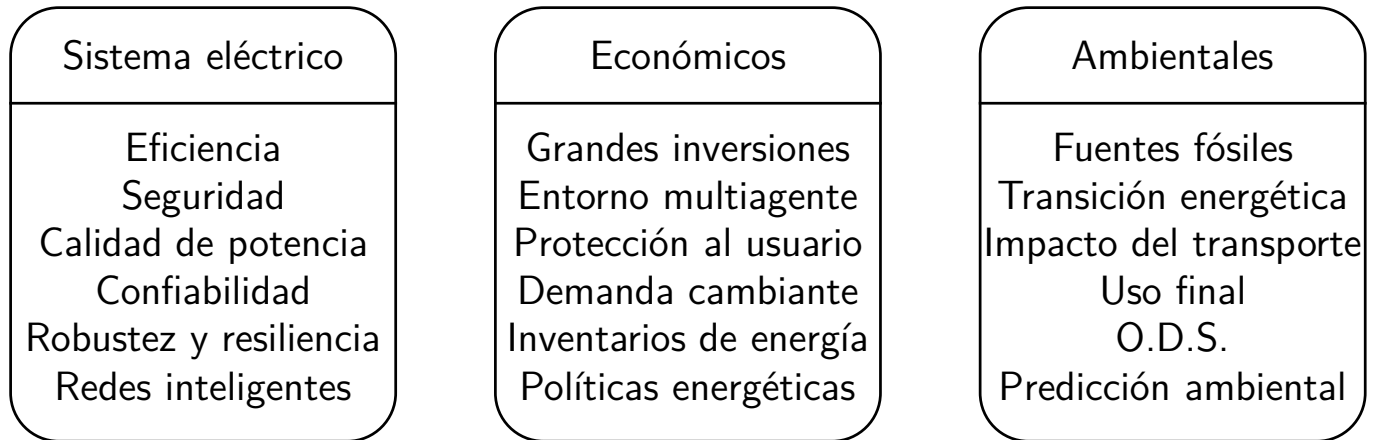 Sistema eléctrico
Eficiencia
Seguridad
Calidad de potencia
Confiabilidad
Robustez y resiliencia
Redes inteligentes
Económicos
Grandes inversiones
Entorno multiagente
Protección al usuario
Demanda cambiante
Inventarios de energía
Políticas energéticas
Ambientales
Fuentes fósiles
Transición energética
Impacto del transporte
Uso final
O.D.S.
Predicción ambiental